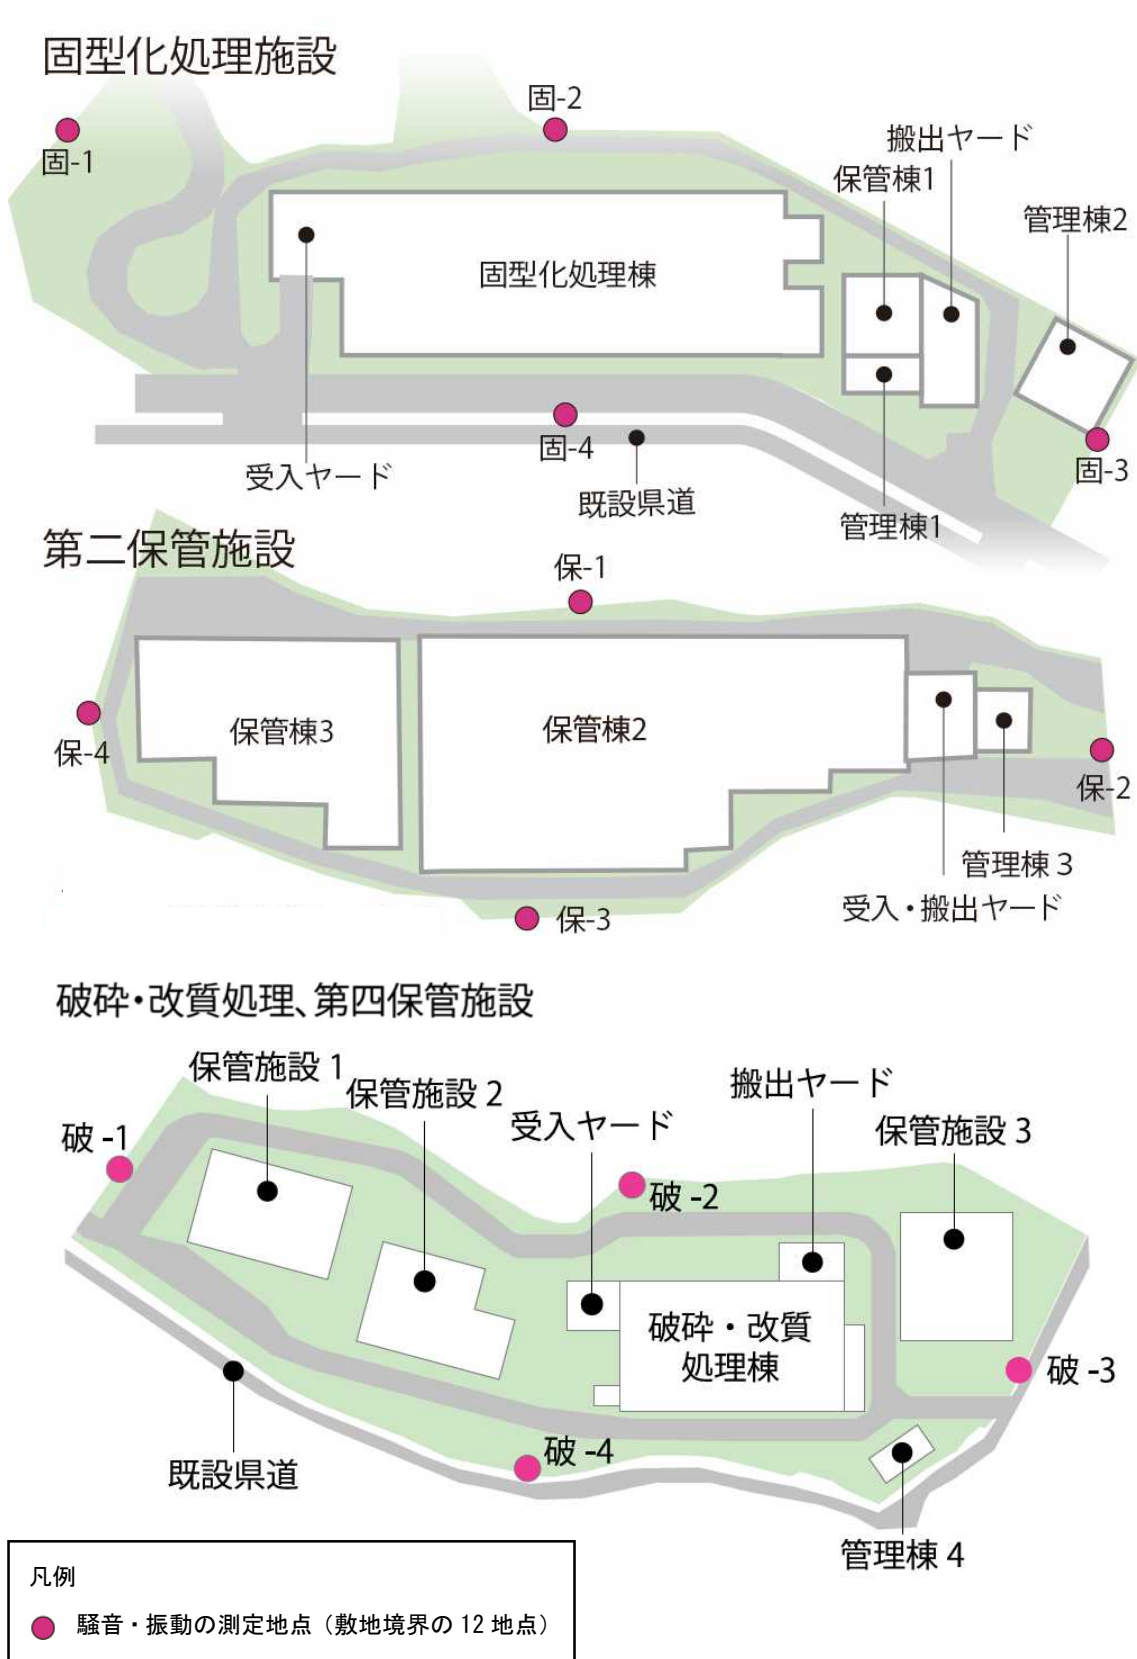 固型化処理施設
固-2
固-1
搬出ヤード
保管棟1
管理棟2
固型化処理棟
固-4
固-3
受入ヤード
既設県道
管理棟1
第二保管施設
保-1
保管棟3
保管棟2
保-4
保-2
管理棟 3
受入・搬出ヤード
保-3
破砕・改質処理、第四保管施設
保管施設 1
保管施設 2
搬出ヤード
受入ヤード
保管施設 3
破 -1
破 -2
破砕・改質
処理棟
破 -3
破 -4
既設県道
管理棟 4
凡例
騒音・振動の測定地点（敷地境界の 12 地点）